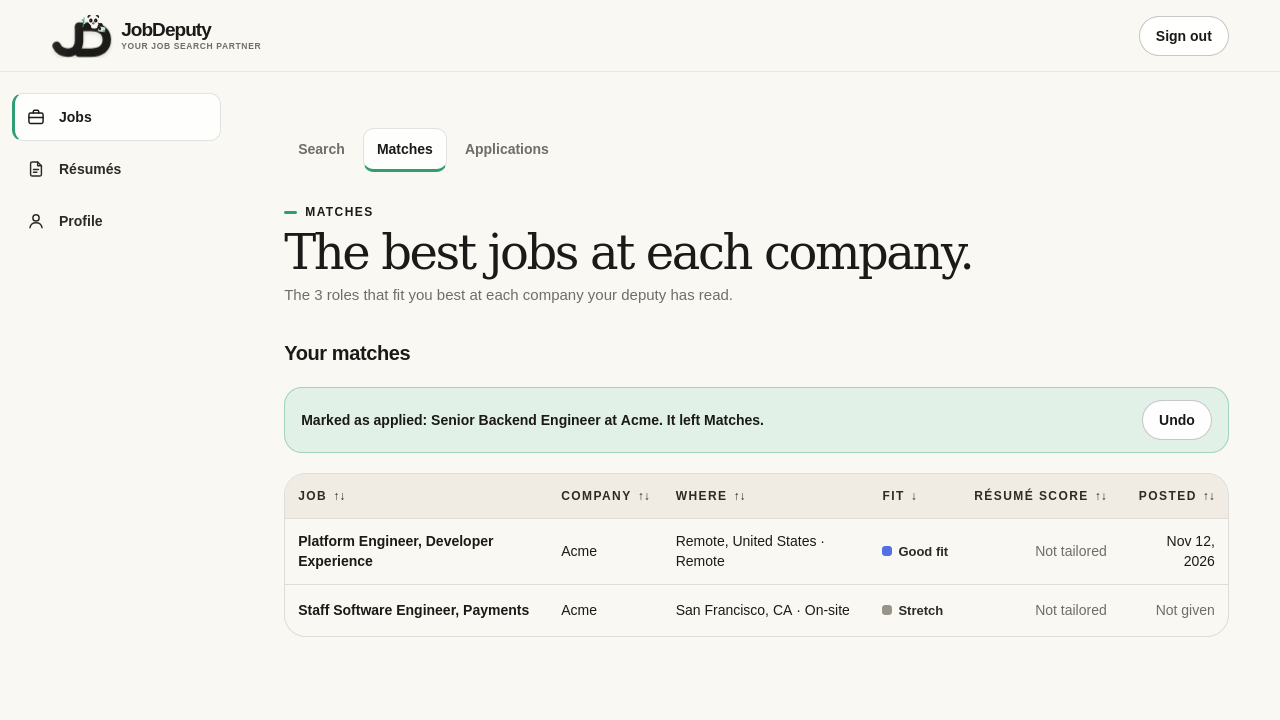 JobDeputy
YOUR JOB SEARCH PARTNER
Sign out
Jobs
Résumés
Profile
Search
Matches
Applications
MATCHES
The best jobs at each company.
The 3 roles that fit you best at each company your deputy has read.
Your matches
Marked as applied: Senior Backend Engineer at Acme. It left Matches.
Undo
JOB ↑↓ COMPANY ↑↓ WHERE ↑↓ FIT ↓ RÉSUMÉ SCORE ↑↓ POSTED ↑↓
Platform Engineer, Developer
Experience
Acme
Remote, United States ·
Remote
Good fit
Not tailored
Nov 12,
2026
Staff Software Engineer, Payments
Acme
San Francisco, CA · On-site
Stretch
Not tailored
Not given